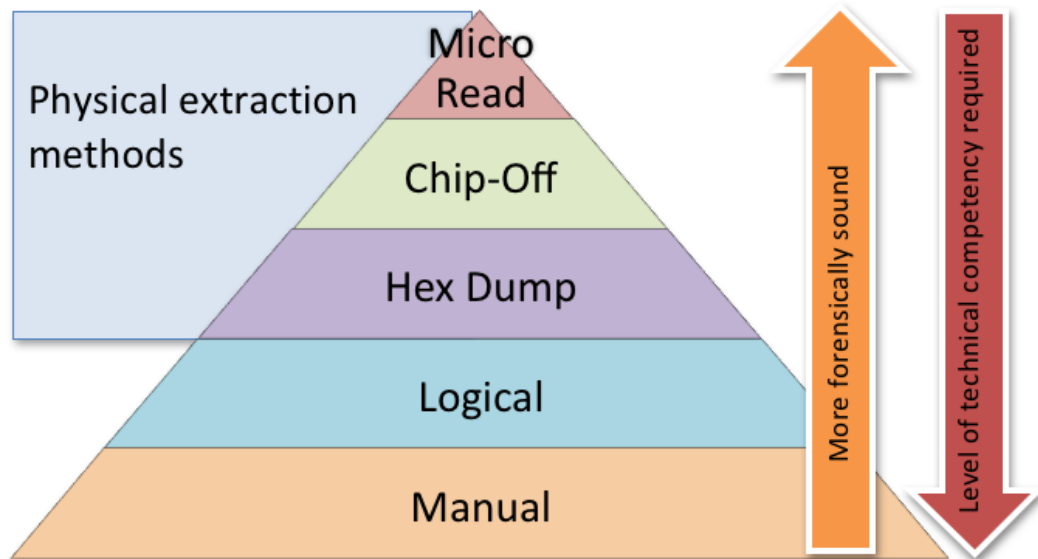 Physical extraction
methods
Micro
Read
Chip-Off
Hex Dump
Logical
Manual
More forensically sound
Level of technical competency required